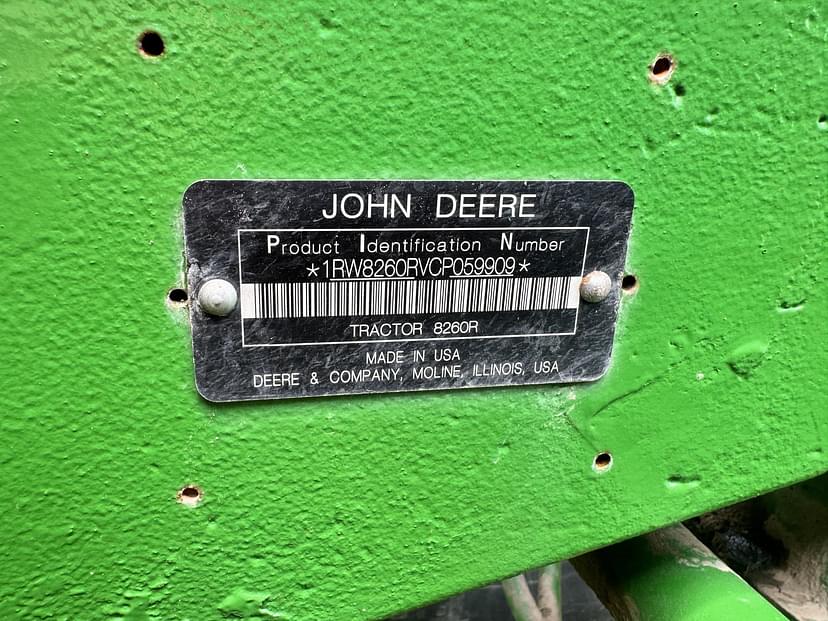 JOHN DEERE
Product Identification Number
*1RW8260RVCP059909*
TRACTOR 8260R
MADE IN USA
DEERE & COMPANY, MOLINE, ILLINOIS, USA